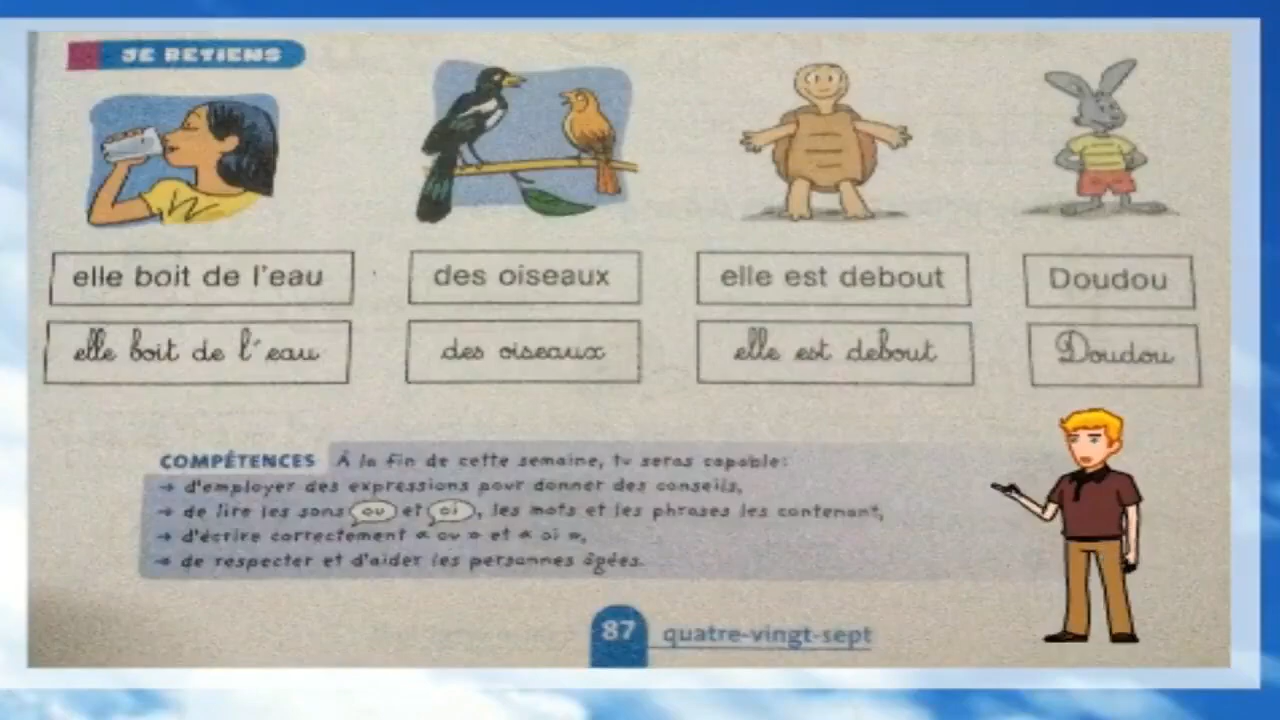 JE RETIENS
elle boit de l'eau
des oiseaux
elle est debout
Doudou
elle boit de l'eau
des oiseaux
elle est debout
Doudou
COMPÉTENCES À la fin de cette semaine, tu seras capable:
→ d'employer des expressions pour donner des conseils,
→ de lire les sons ou et oi, les mots et les phrases les contenant,
→ d'écrire correctement « ou » et « oi »,
→ de respecter et d'aider les personnes âgées.
87 quatre-vingt-sept